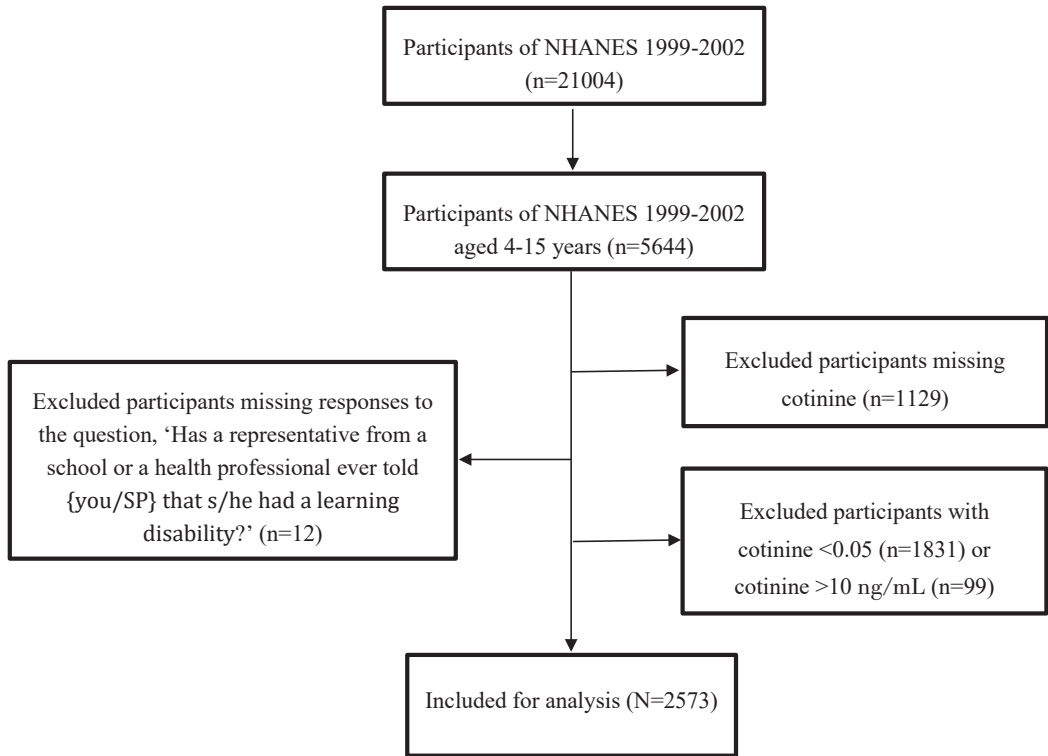 Participants of NHANES 1999-2002
(n=21004)
Participants of NHANES 1999-2002
aged 4-15 years (n=5644)
Excluded participants missing
cotinine (n=1129)
Excluded participants missing responses to
the question, ‘Has a representative from a
school or a health professional ever told
{you/SP} that s/he had a learning
disability?’ (n=12)
Excluded participants with
cotinine <0.05 (n=1831) or
cotinine >10 ng/mL (n=99)
Included for analysis (N=2573)